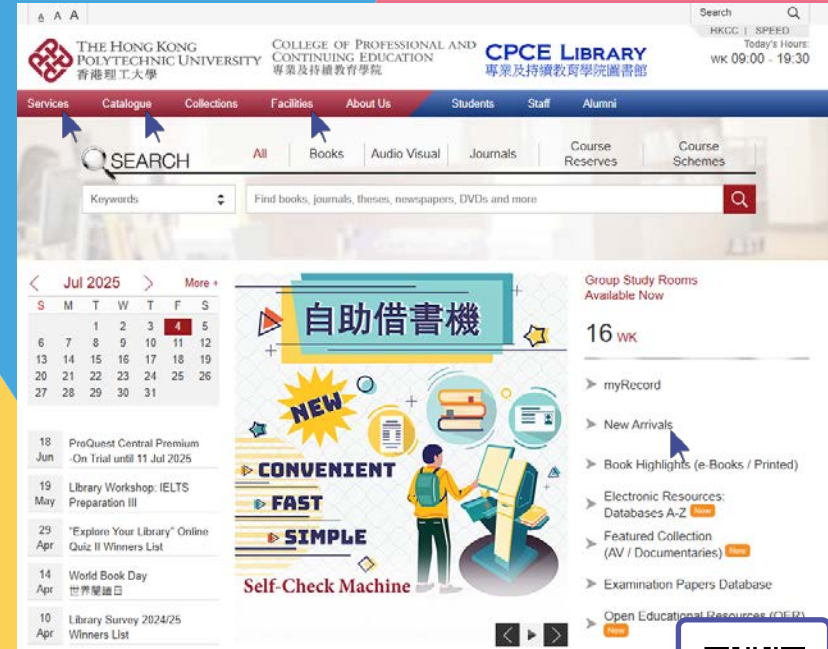 A A A
Search
HKCC | SPEED
Today's Hours:
WK 09:00 - 19:30
THE HONG KONG
POLYTECHNIC UNIVERSITY
香港理工大學
COLLEGE OF PROFESSIONAL AND
CONTINUING EDUCATION
專業及持續教育學院
CPCE LIBRARY
專業及持續教育學院圖書館
Services Catalogue Collections Facilities About Us Students Staff Alumni
SEARCH
All Books Audio Visual Journals Course Reserves Course Schemes
Keywords
Find books, journals, theses, newspapers, DVDs and more
Jul 2025 More +
S M T W T F S
1 2 3 4 5
6 7 8 9 10 11 12
13 14 15 16 17 18 19
20 21 22 23 24 25 26
27 28 29 30 31
18 Jun
ProQuest Central Premium
-On Trial until 11 Jul 2025
19 May
Library Workshop: IELTS
Preparation III
29 Apr
"Explore Your Library" Online
Quiz II Winners List
14 Apr
World Book Day
世界閱讀日
10 Apr
Library Survey 2024/25
Winners List
自助借書機
NEW
CONVENIENT
FAST
SIMPLE
Self-Check Machine
Group Study Rooms
Available Now
16 WK
myRecord
New Arrivals
Book Highlights (e-Books / Printed)
Electronic Resources:
Databases A-Z New
Featured Collection
(AV / Documentaries) New
Examination Papers Database
Open Educational Resources (OER)
New